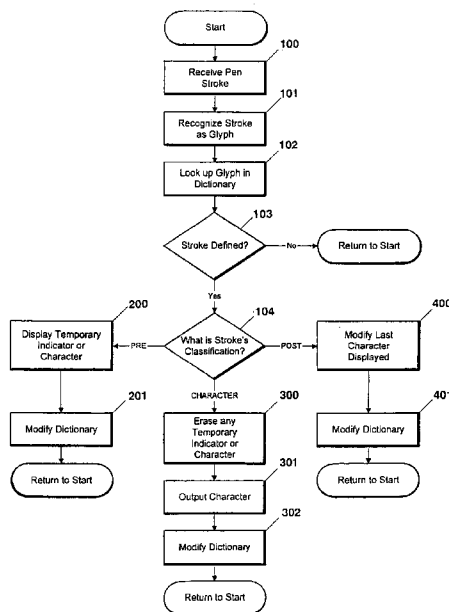 Start
100
Receive Pen
Stroke
101
Recognize Stroke
as Glyph
102
Look up Glyph in
Dictionary
103
Stroke Defined?
No
Return to Start
Yes
104
What is Stroke's
Classification?
PRE
POST
CHARACTER
200
Display Temporary
Indicator or
Character
201
Modify Dictionary
Return to Start
300
Erase any
Temporary
Indicator or
Character
301
Output Character
302
Modify Dictionary
Return to Start
400
Modify Last
Character
Displayed
401
Modify Dictionary
Return to Start